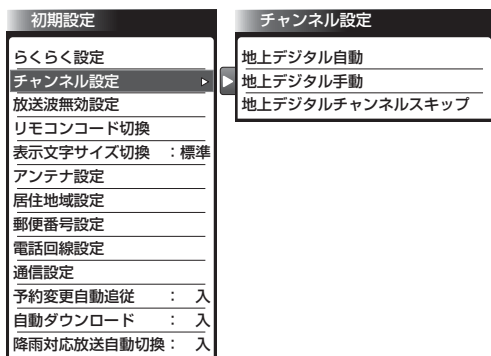 初期設定
らくらく設定
チャンネル設定
放送波無効設定
リモコンコード切換
表示文字サイズ切換 ：標準
アンテナ設定
居住地域設定
郵便番号設定
電話回線設定
通信設定
予約変更自動追従 ： 入
自動ダウンロード ： 入
降雨対応放送自動切換： 入
チャンネル設定
地上デジタル自動
地上デジタル手動
地上デジタルチャンネルスキップ